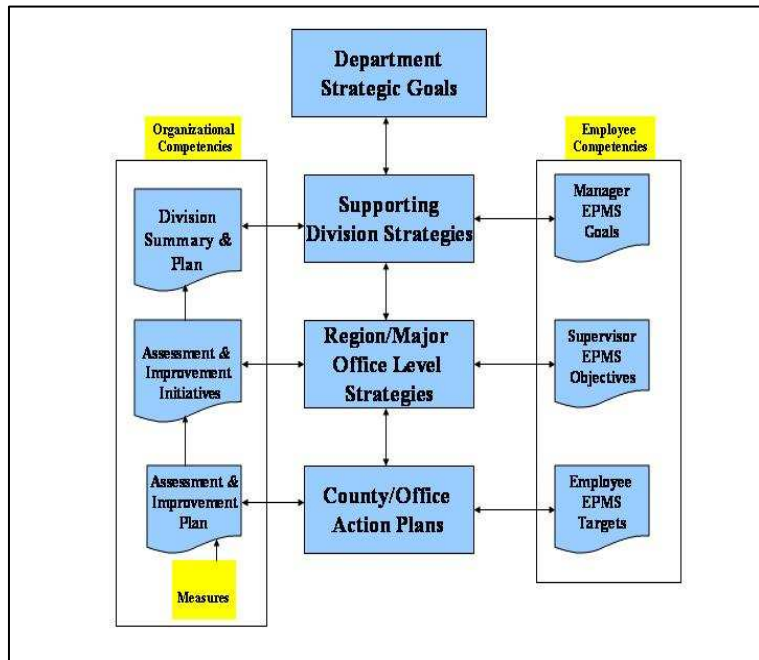 Department
Strategic Goals
Organizational
Competencies
Employee
Competencies
Division
Summary &
Plan
Supporting
Division Strategies
Manager
EPMS
Goals
Assessment &
Improvement
Initiatives
Region/Major
Office Level
Strategies
Supervisor
EPMS
Objectives
Assessment &
Improvement
Plan
County/Office
Action Plans
Employee
EPMS
Targets
Measures